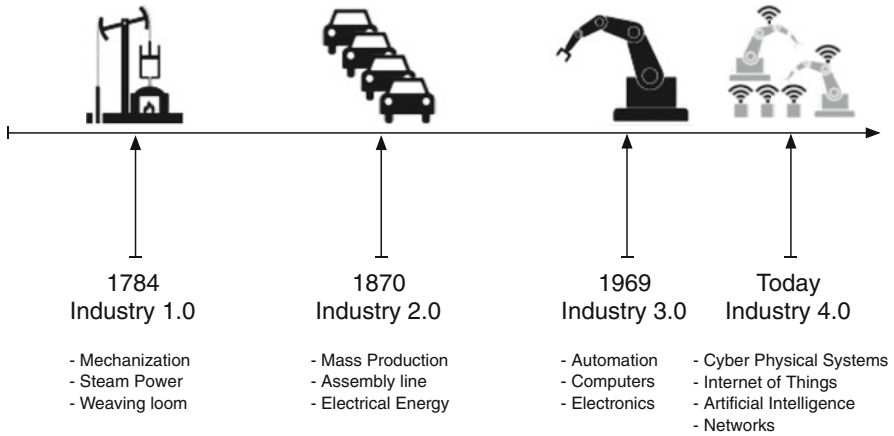 1784
Industry 1.0
- Mechanization
- Steam Power
- Weaving loom
1870
Industry 2.0
- Mass Production
- Assembly line
- Electrical Energy
1969
Industry 3.0
- Automation
- Computers
- Electronics
Today
Industry 4.0
- Cyber Physical Systems
- Internet of Things
- Artificial Intelligence
- Networks